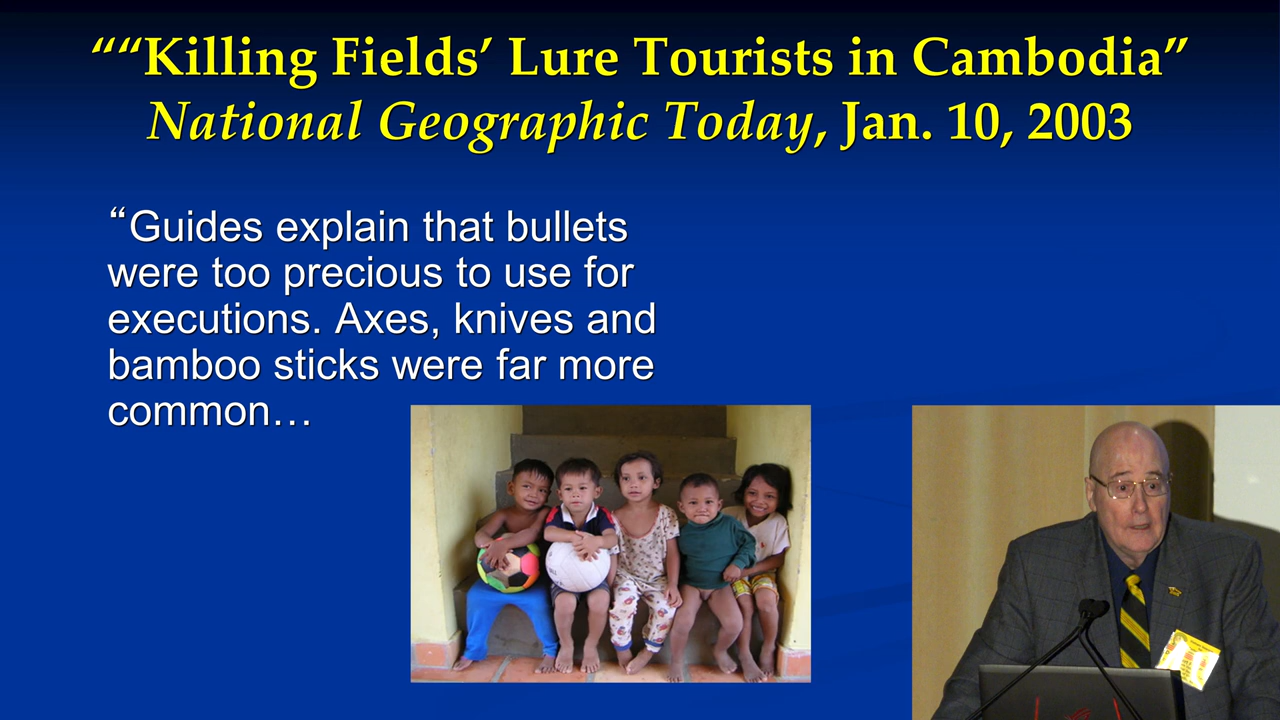 ““Killing Fields’ Lure Tourists in Cambodia”
National Geographic Today, Jan. 10, 2003
“Guides explain that bullets
were too precious to use for
executions. Axes, knives and
bamboo sticks were far more
common…